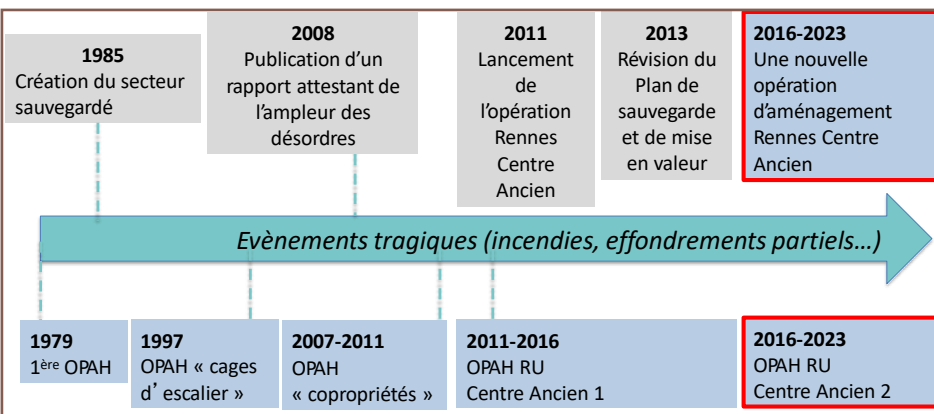 1985
Création du secteur
sauvegardé
2008
Publication d’un
rapport attestant de
l’ampleur des
désordres
2011
Lancement
de
l’opération
Rennes
Centre
Ancien
2013
Révision du
Plan de
sauvegarde
et de mise
en valeur
2016-2023
Une nouvelle
opération
d’aménagement
Rennes Centre
Ancien
Evènements tragiques (incendies, effondrements partiels…)
1979
1ère OPAH
1997
OPAH « cages
d’escalier »
2007-2011
OPAH
« copropriétés »
2011-2016
OPAH RU
Centre Ancien 1
2016-2023
OPAH RU
Centre Ancien 2